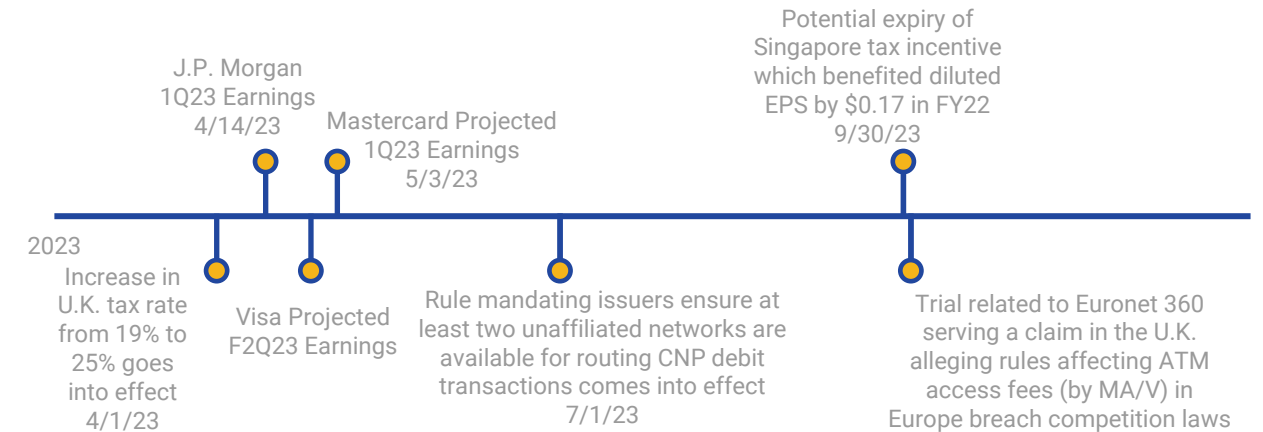 Potential expiry of
Singapore tax incentive
which benefited diluted
EPS by $0.17 in FY22
9/30/23
J.P. Morgan
1Q23 Earnings
4/14/23
Mastercard Projected
1Q23 Earnings
5/3/23
2023
Increase in
U.K. tax rate
from 19% to
25% goes
into effect
4/1/23
Visa Projected
F2Q23 Earnings
Rule mandating issuers ensure at
least two unaffiliated networks are
available for routing CNP debit
transactions comes into effect
7/1/23
Trial related to Euronet 360
serving a claim in the U.K.
alleging rules affecting ATM
access fees (by MA/V) in
Europe breach competition laws